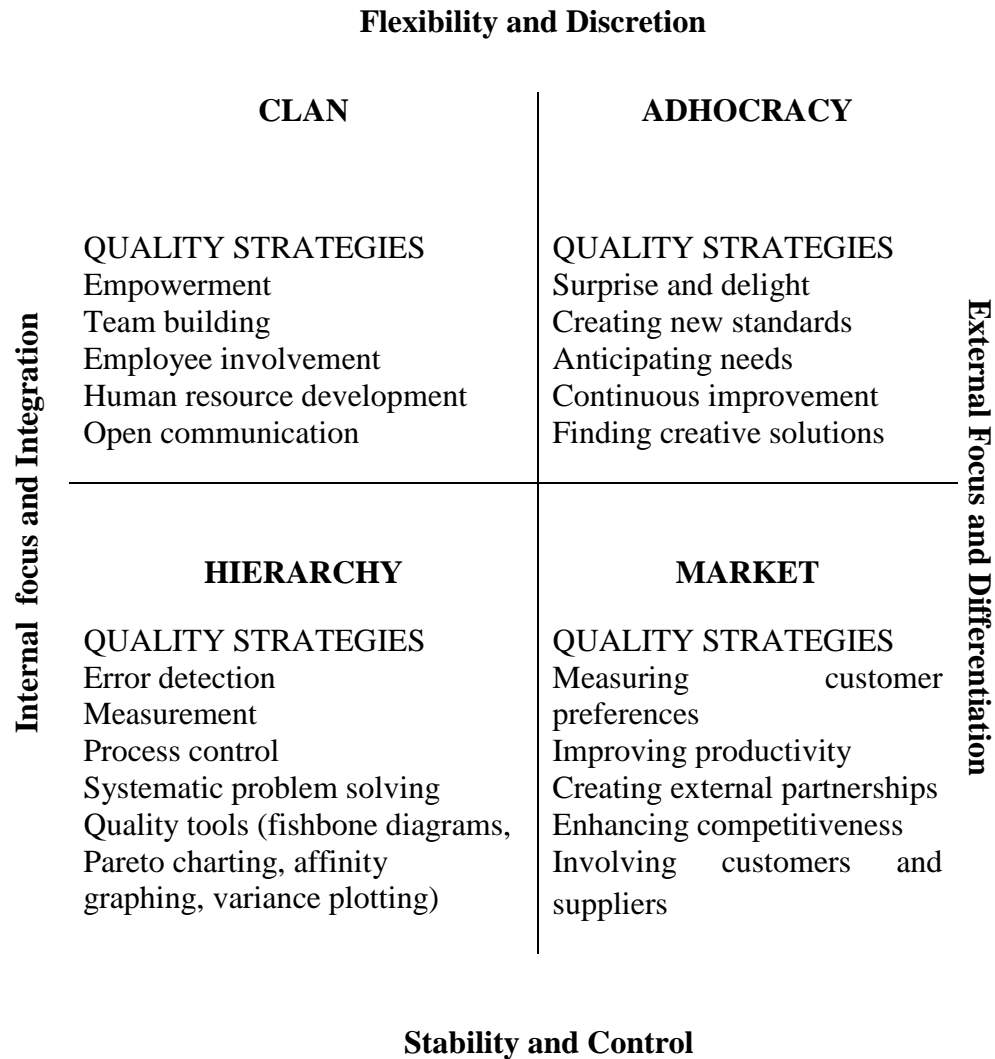 Flexibility and Discretion
CLAN
QUALITY STRATEGIES
Empowerment
Team building
Employee involvement
Human resource development
Open communication
ADHOCRACY
QUALITY STRATEGIES
Surprise and delight
Creating new standards
Anticipating needs
Continuous improvement
Finding creative solutions
Internal focus and Integration
External Focus and Differentiation
HIERARCHY
QUALITY STRATEGIES
Error detection
Measurement
Process control
Systematic problem solving
Quality tools (fishbone diagrams,
Pareto charting, affinity
graphing, variance plotting)
MARKET
QUALITY STRATEGIES
Measuring customer
preferences
Improving productivity
Creating external partnerships
Enhancing competitiveness
Involving customers and
suppliers
Stability and Control